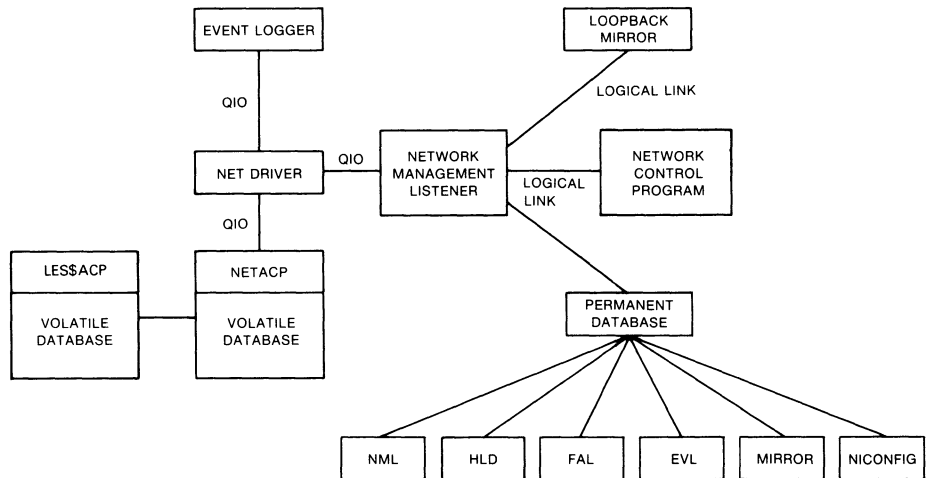 EVENT LOGGER
LOOPBACK
MIRROR
QIO
LOGICAL LINK
NET DRIVER
QIO
NETWORK
MANAGEMENT
LISTENER
LOGICAL
LINK
NETWORK
CONTROL
PROGRAM
QIO
LES$ACP
VOLATILE
DATABASE
NETACP
VOLATILE
DATABASE
PERMANENT
DATABASE
NML
HLD
FAL
EVL
MIRROR
NICONFIG